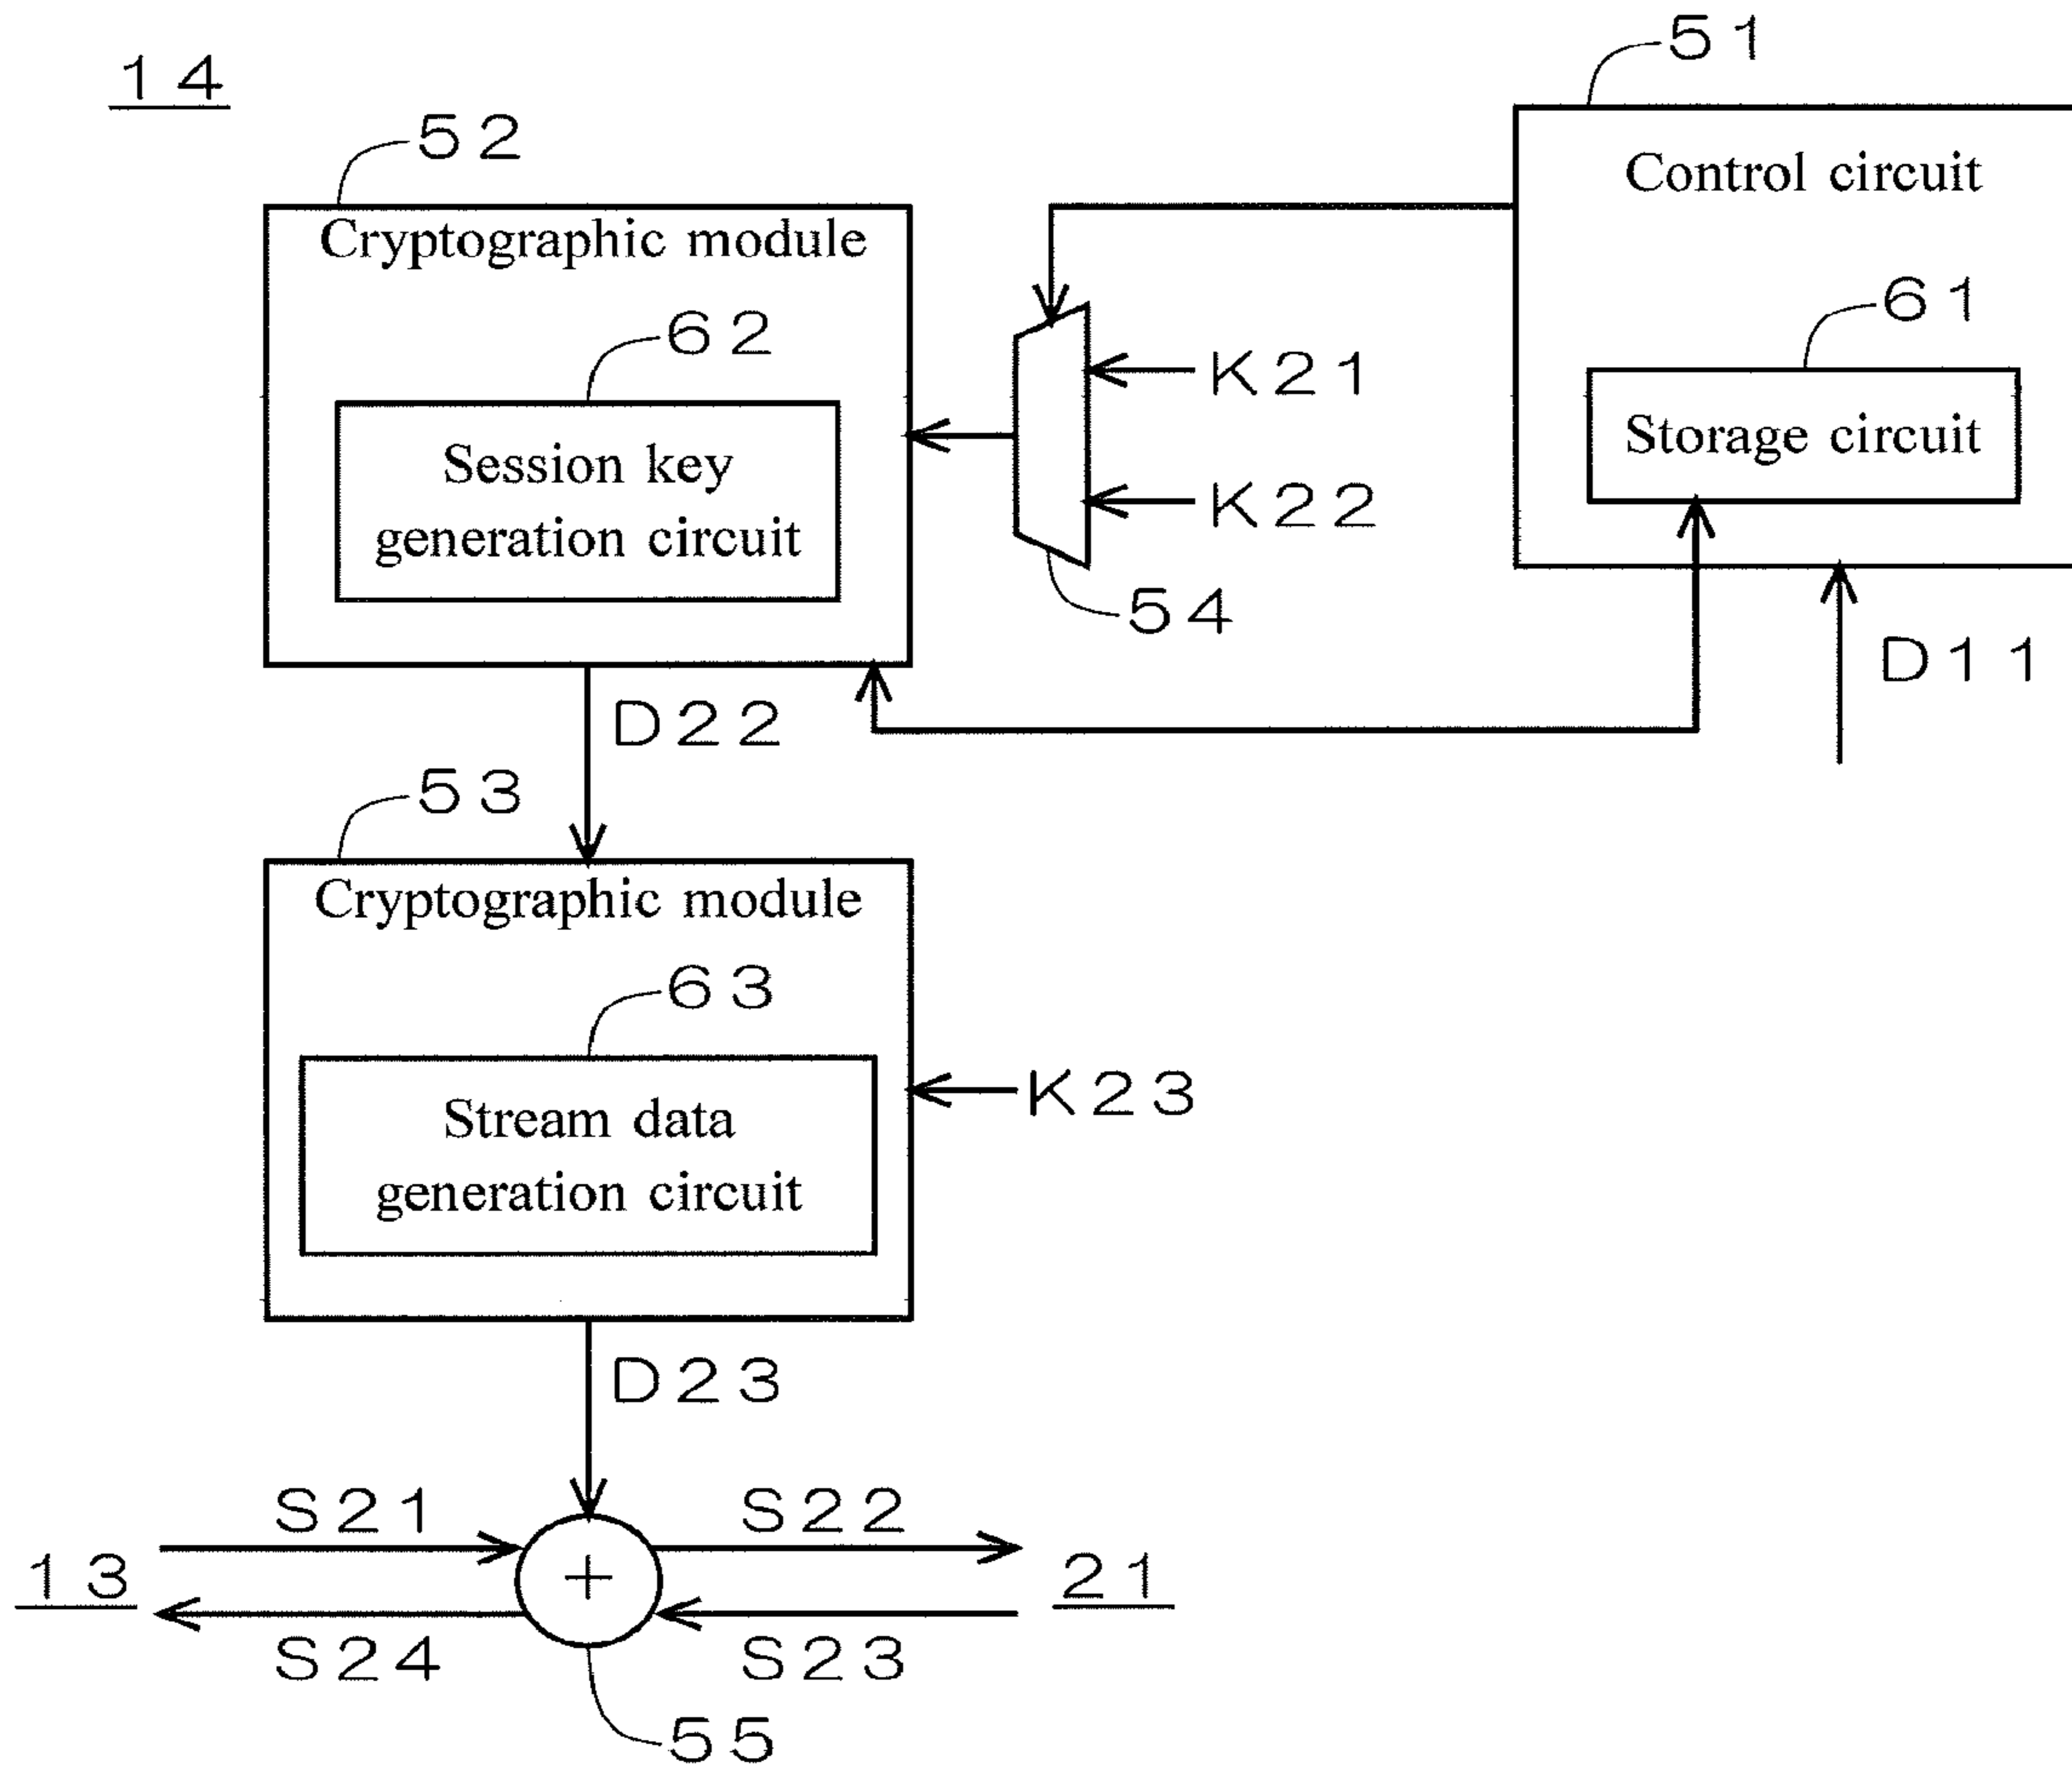 14
51
52
Control circuit
Cryptographic module
61
62
K21
Storage circuit
Session key
generation circuit
K22
54
D11
D22
53
Cryptographic module
63
K23
Stream data
generation circuit
D23
S21
S22
13
+
21
S24
S23
55